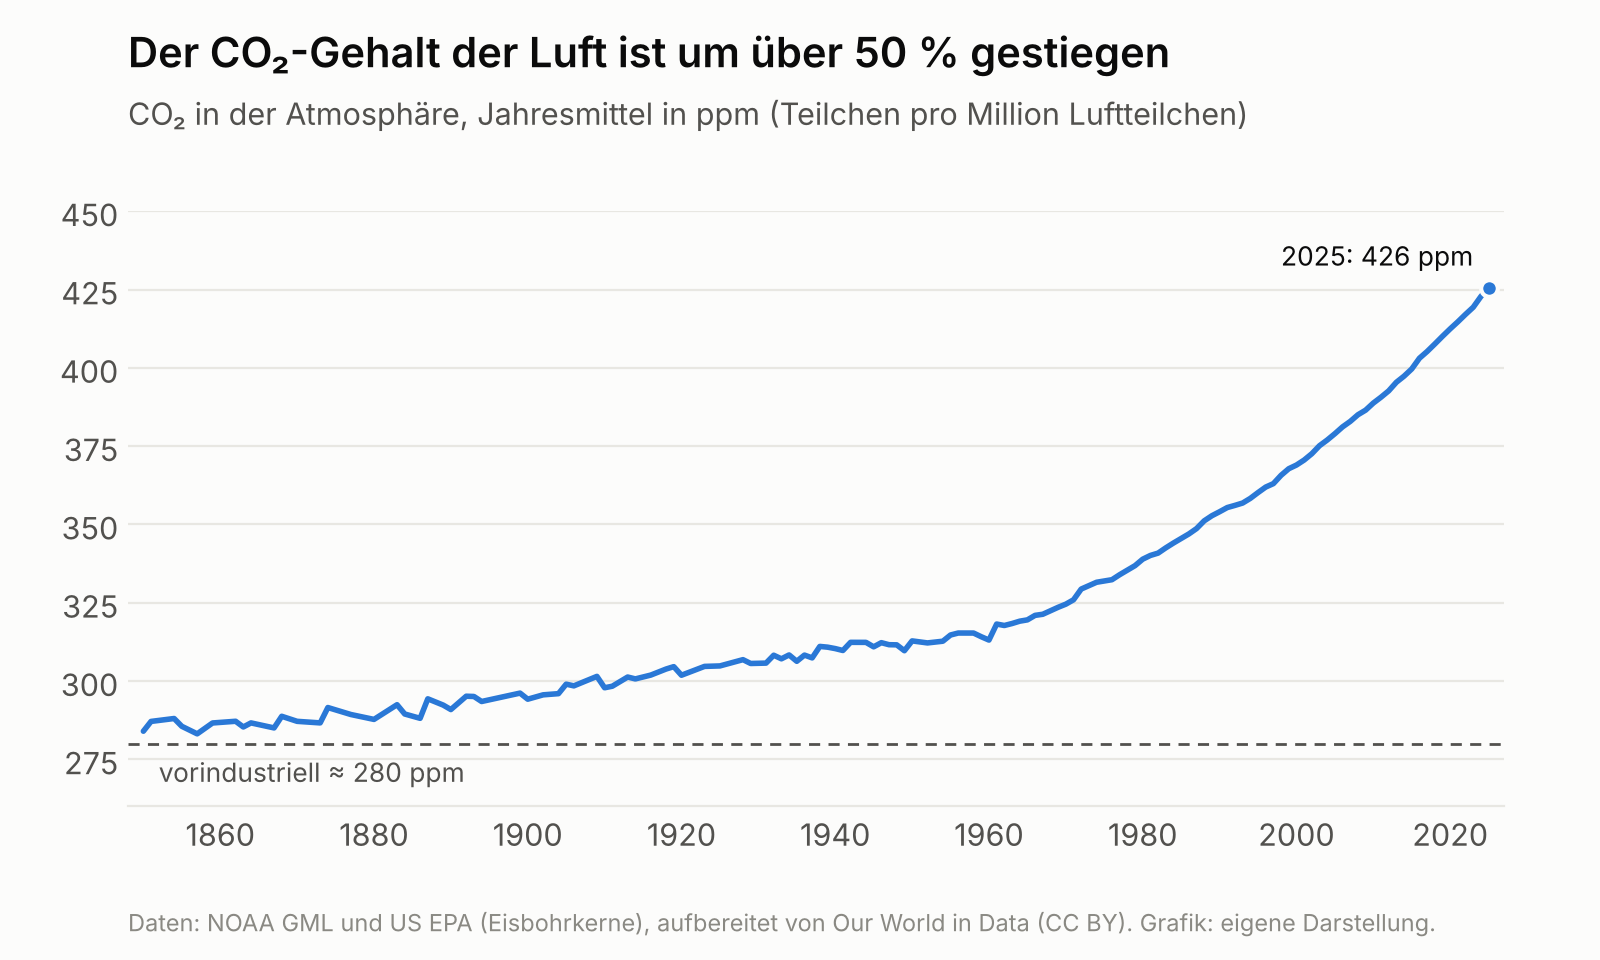 Der CO₂-Gehalt der Luft ist um über 50 % gestiegen
CO₂ in der Atmosphäre, Jahresmittel in ppm (Teilchen pro Million Luftteilchen)
450
2025: 426 ppm
425
400
375
350
325
300
275
vorindustriell ≈ 280 ppm
1860 1880 1900 1920 1940 1960 1980 2000 2020
Daten: NOAA GML und US EPA (Eisbohrkerne), aufbereitet von Our World in Data (CC BY). Grafik: eigene Darstellung.